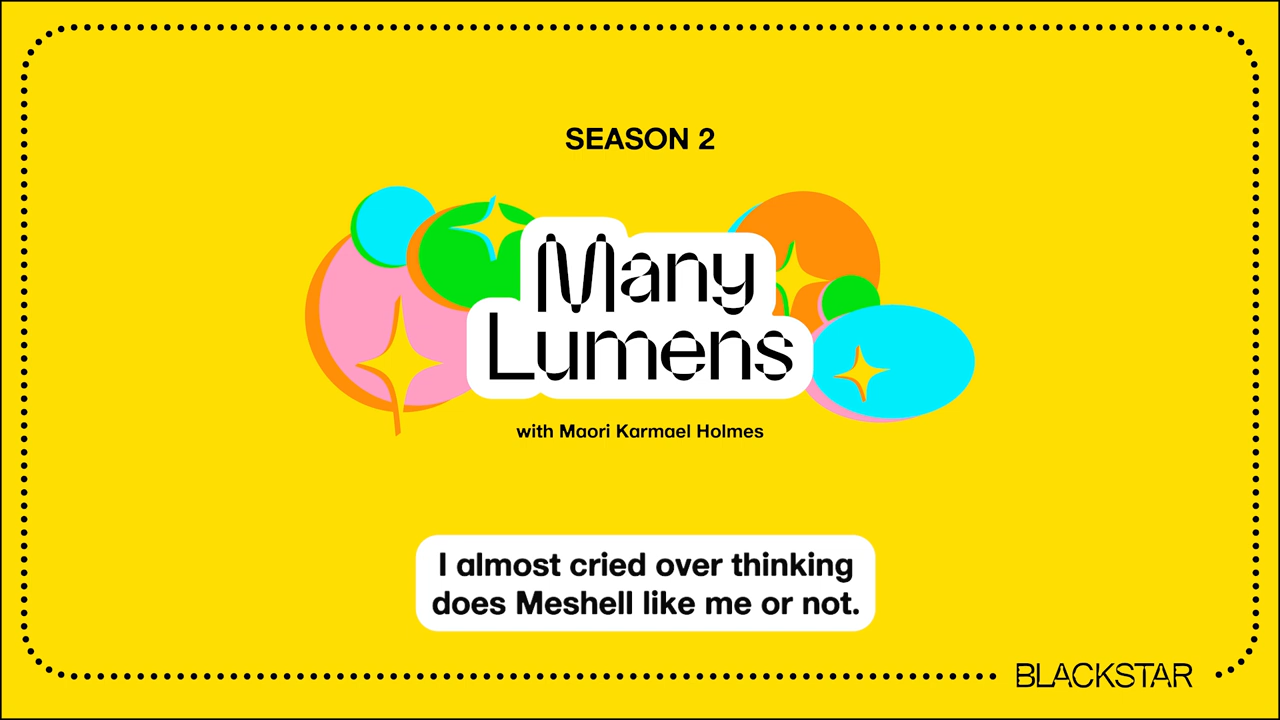 SEASON 2
Many
Lumens
with Maori Karmael Holmes
I almost cried over thinking
does Meshell like me or not.
BLACKSTAR